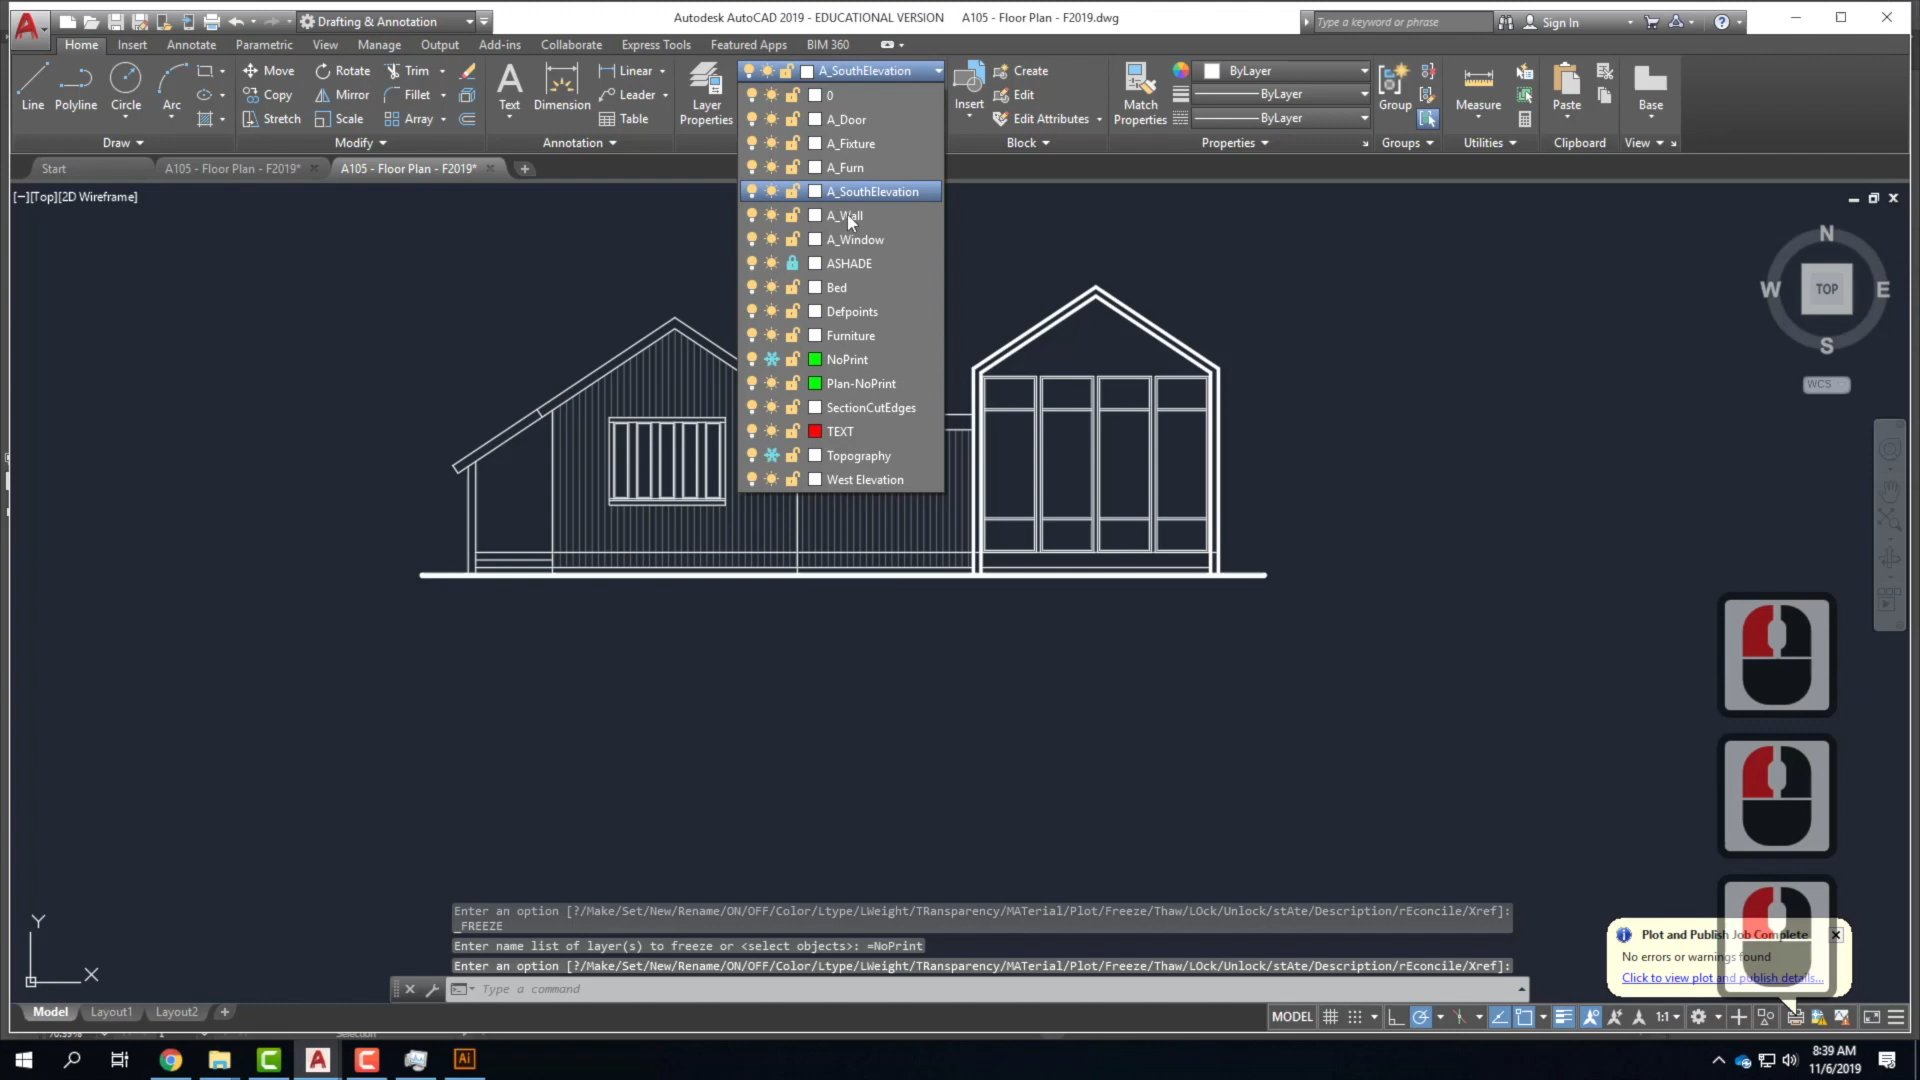 Drafting & Annotation
Autodesk AutoCAD 2019 - EDUCATIONAL VERSION    A105 - Floor Plan - F2019.dwg
Type a keyword or phrase
Sign In
Home Insert Annotate Parametric View Manage Output Add-ins Collaborate Express Tools Featured Apps BIM 360
Line Polyline Circle Arc
Move Rotate Trim
Copy Mirror Fillet
Stretch Scale Array
Text Dimension
Linear
Leader
Table
Layer
Properties
A_SouthElevation
Insert
Create
Edit
Edit Attributes
Match
Properties
ByLayer
ByLayer
ByLayer
Group
Measure
Paste
Base
Draw Modify Annotation Block Properties Groups Utilities Clipboard View
Start
A105 - Floor Plan - F2019*
A105 - Floor Plan - F2019*
[−][Top][2D Wireframe]
0
A_Door
A_Fixture
A_Furn
A_SouthElevation
A_Wall
A_Window
ASHADE
Bed
Defpoints
Furniture
NoPrint
Plan-NoPrint
SectionCutEdges
TEXT
Topography
West Elevation
N
W TOP E
S
WCS
Y
X
Enter an option [?/Make/Set/New/Rename/ON/OFF/Color/Ltype/LWeight/TRansparency/MATerial/Plot/Freeze/Thaw/LOck/Unlock/stAte/Description/rEconcile/Xref]:
_FREEZE
Enter name list of layer(s) to freeze or <select objects>: =NoPrint
Enter an option [?/Make/Set/New/Rename/ON/OFF/Color/Ltype/LWeight/TRansparency/MATerial/Plot/Freeze/Thaw/LOck/Unlock/stAte/Description/rEconcile/Xref]:
Type a command
Plot and Publish Job Complete
No errors or warnings found
Click to view plot and publish details...
Model Layout1 Layout2
MODEL
1:1
Selection
Ai
8:39 AM
11/6/2019